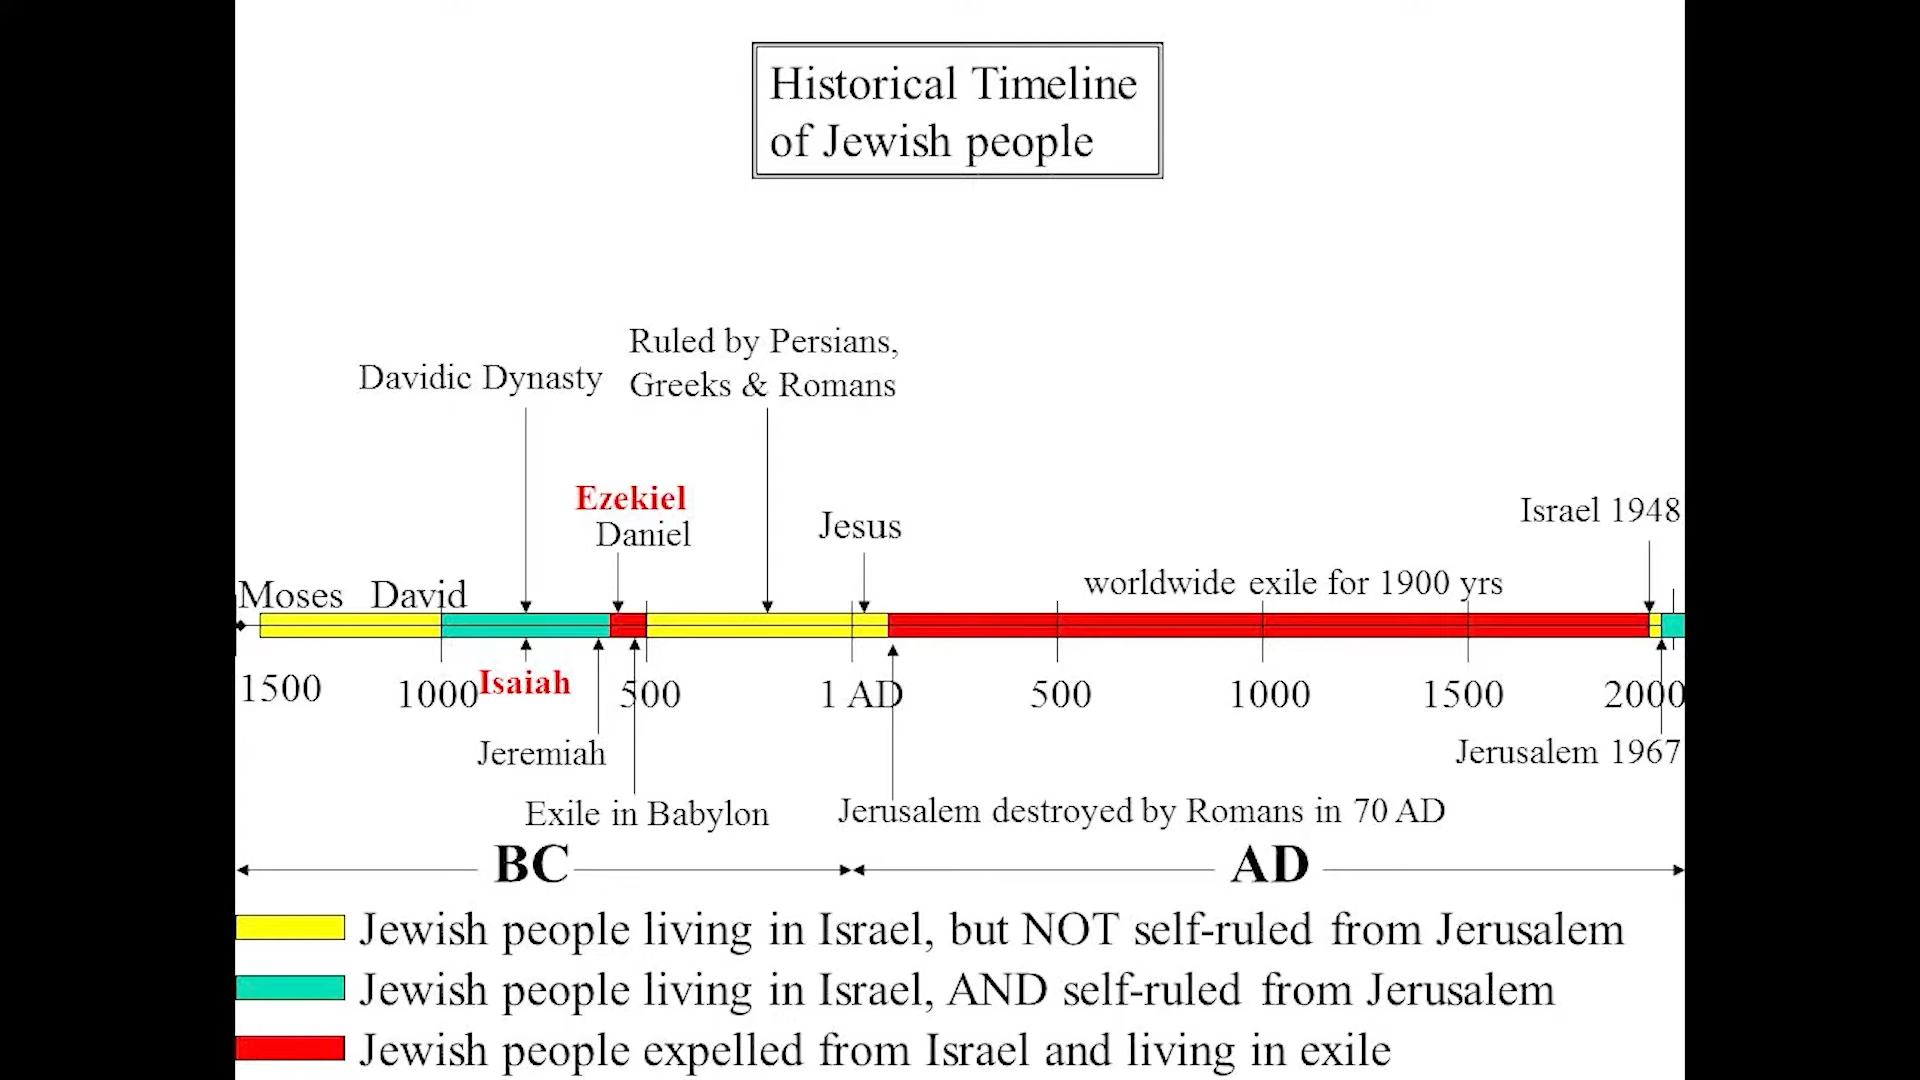 Historical Timeline
of Jewish people
Ruled by Persians,
Greeks & Romans
Davidic Dynasty
Ezekiel
Daniel
Jesus
Israel 1948
worldwide exile for 1900 yrs
Moses David
1500 1000 Isaiah 500 1 AD 500 1000 1500 2000
Jeremiah
Jerusalem 1967
Exile in Babylon
Jerusalem destroyed by Romans in 70 AD
BC AD
Jewish people living in Israel, but NOT self-ruled from Jerusalem
Jewish people living in Israel, AND self-ruled from Jerusalem
Jewish people expelled from Israel and living in exile